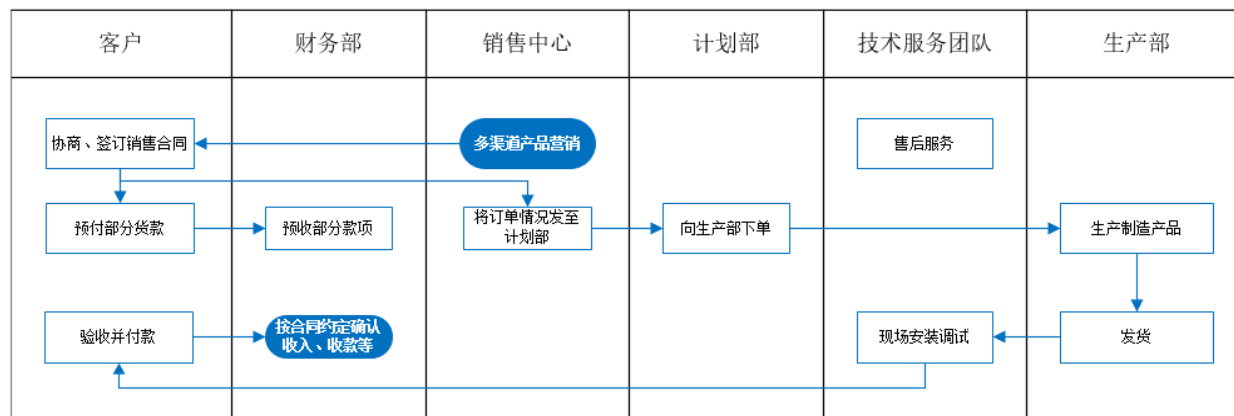 客户
财务部
销售中心
计划部
技术服务团队
生产部
协商、签订销售合同
多渠道产品营销
售后服务
预付部分货款
预收部分款项
将订单情况发至
计划部
向生产部下单
生产制造产品
验收并付款
按合同约定确认
收入、收款等
现场安装调试
发货